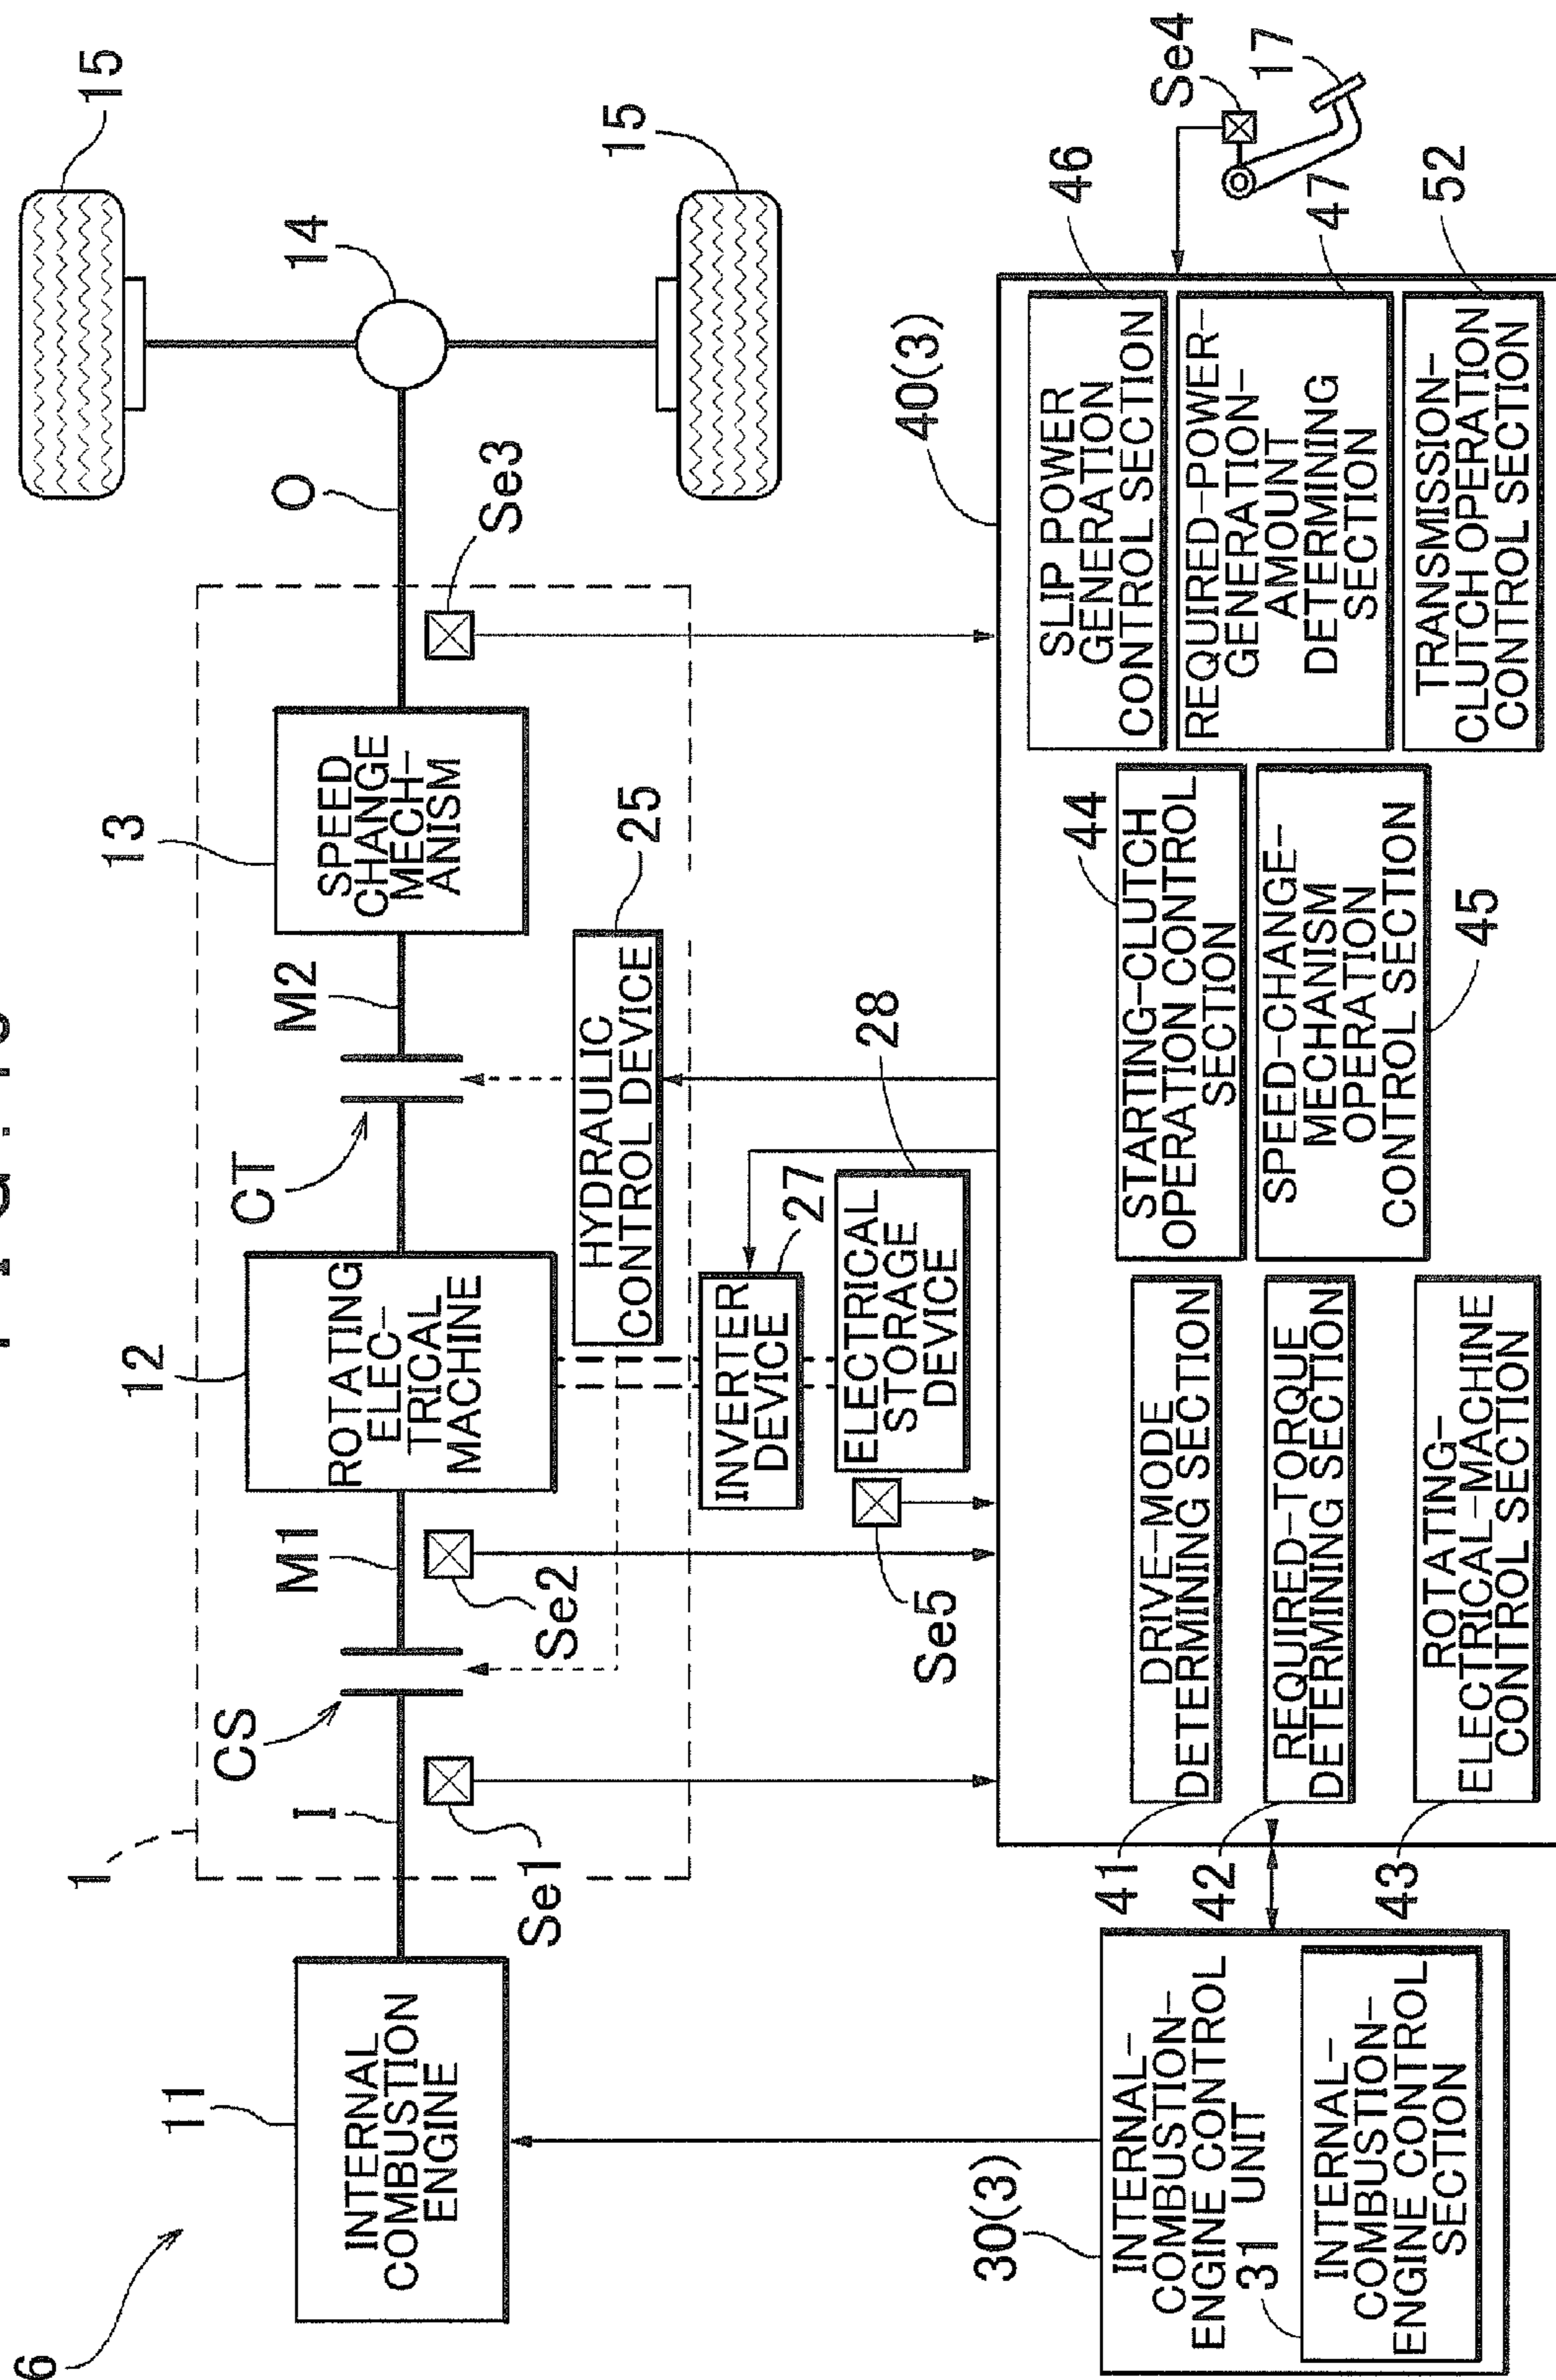 6
11
INTERNAL
COMBUSTION
ENGINE
1
I
CS
Se1
M1
Se2
12
ROTATING
ELEC-
TRICAL
MACHINE
CT
M2
13
SPEED
CHANGE
MECH-
ANISM
Se3
O
14
15
15
HYDRAULIC
CONTROL DEVICE
25
INVERTER
DEVICE
27
ELECTRICAL
STORAGE
DEVICE
28
Se5
30(3)
INTERNAL-
COMBUSTION-
ENGINE CONTROL
UNIT
31
INTERNAL-
COMBUSTION-
ENGINE CONTROL
SECTION
40(3)
41
DRIVE-MODE
DETERMINING SECTION
42
REQUIRED-TORQUE
DETERMINING SECTION
43
ROTATING-
ELECTRICAL-MACHINE
CONTROL SECTION
44
STARTING-CLUTCH
OPERATION CONTROL
SECTION
SPEED-CHANGE-
MECHANISM
OPERATION
CONTROL SECTION
45
SLIP POWER
GENERATION
CONTROL SECTION
46
REQUIRED-POWER-
GENERATION-
AMOUNT
DETERMINING
SECTION
47
TRANSMISSION-
CLUTCH OPERATION
CONTROL SECTION
52
Se4
17